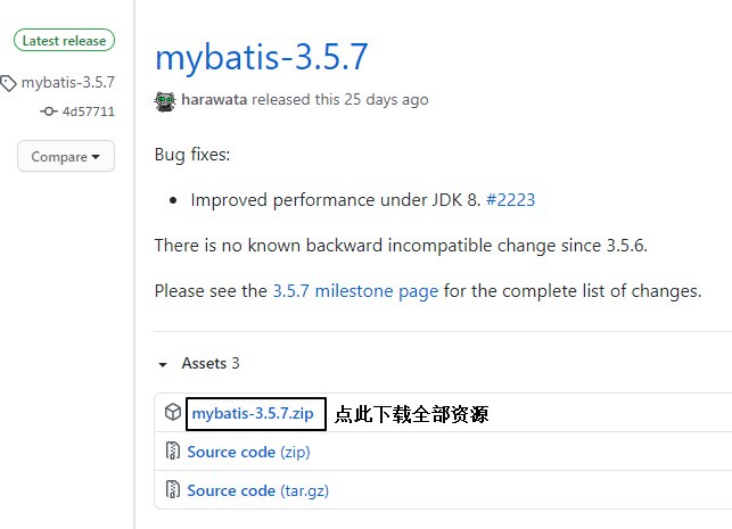 Latest release
mybatis-3.5.7
4d57711
Compare
mybatis-3.5.7
harawata released this 25 days ago
Bug fixes:
• Improved performance under JDK 8. #2223
There is no known backward incompatible change since 3.5.6.
Please see the 3.5.7 milestone page for the complete list of changes.
Assets 3
mybatis-3.5.7.zip 点此下载全部资源
Source code (zip)
Source code (tar.gz)